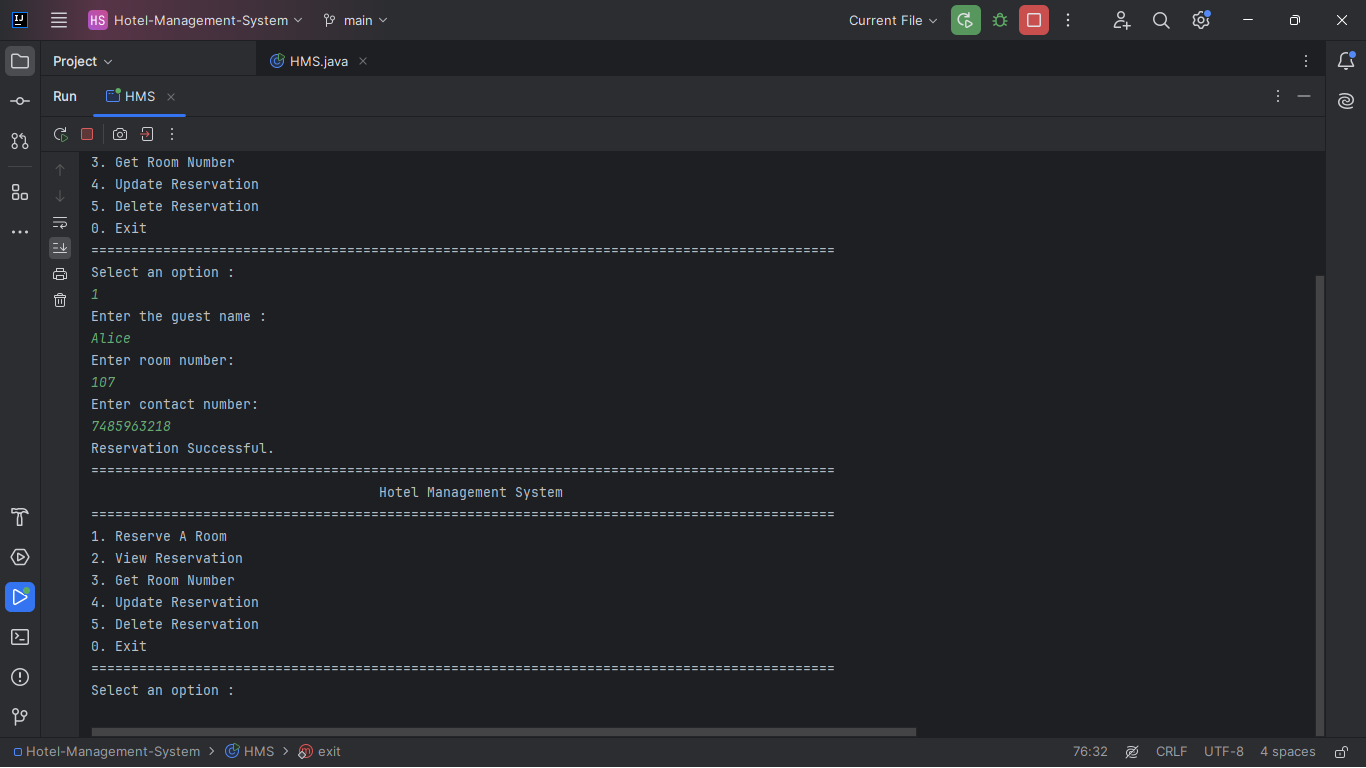 HS Hotel-Management-System main Current File
Project HMS.java
Run HMS
3. Get Room Number
4. Update Reservation
5. Delete Reservation
0. Exit
=============================================================================================
Select an option :
1
Enter the guest name :
Alice
Enter room number:
107
Enter contact number:
7485963218
Reservation Successful.
=============================================================================================
Hotel Management System
=============================================================================================
1. Reserve A Room
2. View Reservation
3. Get Room Number
4. Update Reservation
5. Delete Reservation
0. Exit
=============================================================================================
Select an option :
Hotel-Management-System > HMS > exit 76:32 CRLF UTF-8 4 spaces